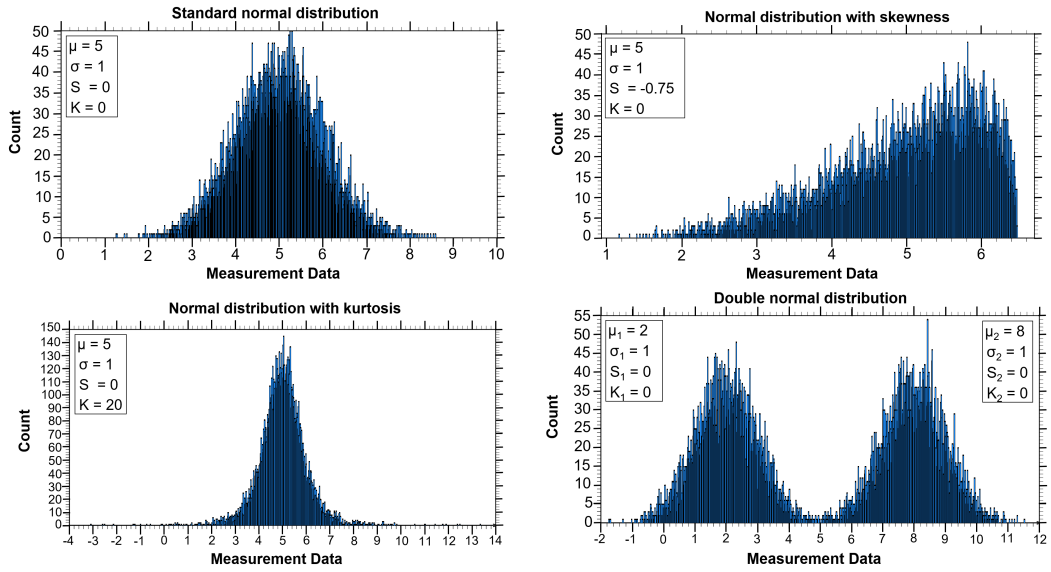 Standard normal distribution
μ = 5
σ = 1
S = 0
K = 0
Count
50
45
40
35
30
25
20
15
10
5
0
0 1 2 3 4 5 6 7 8 9 10
Measurement Data
Normal distribution with skewness
μ = 5
σ = 1
S = -0.75
K = 0
Count
50
45
40
35
30
25
20
15
10
5
0
1 2 3 4 5 6
Measurement Data
Normal distribution with kurtosis
μ = 5
σ = 1
S = 0
K = 20
Count
150
140
130
120
110
100
90
80
70
60
50
40
30
20
10
0
-4 -3 -2 -1 0 1 2 3 4 5 6 7 8 9 10 11 12 13 14
Measurement Data
Double normal distribution
μ₁ = 2
σ₁ = 1
S₁ = 0
K₁ = 0
μ₂ = 8
σ₂ = 1
S₂ = 0
K₂ = 0
Count
55
50
45
40
35
30
25
20
15
10
5
0
-2 -1 0 1 2 3 4 5 6 7 8 9 10 11 12
Measurement Data